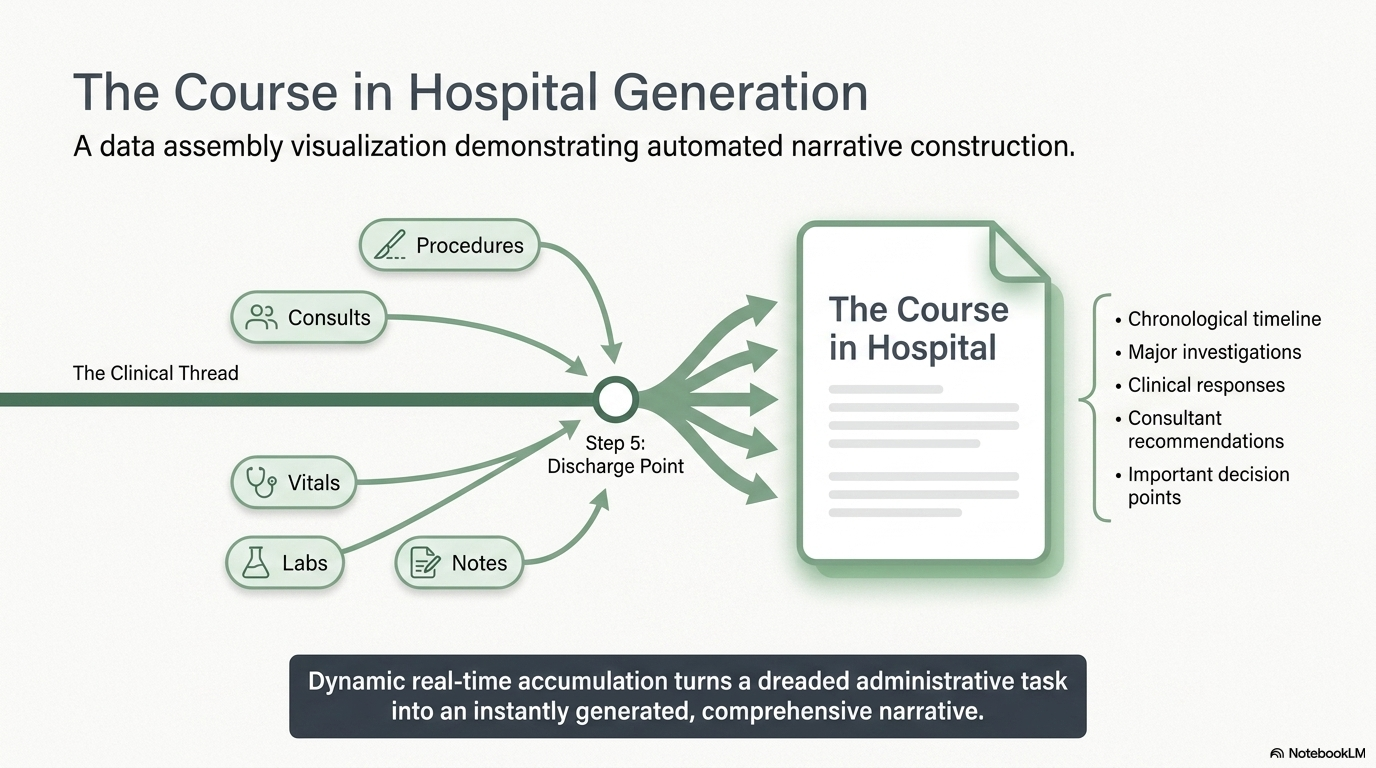 The Course in Hospital Generation
A data assembly visualization demonstrating automated narrative construction.
Procedures
Consults
The Clinical Thread
Vitals
Labs
Notes
Step 5:
Discharge Point
The Course
in Hospital
• Chronological timeline
• Major investigations
• Clinical responses
• Consultant
recommendations
• Important decision
points
Dynamic real-time accumulation turns a dreaded administrative task
into an instantly generated, comprehensive narrative.
NotebookLM